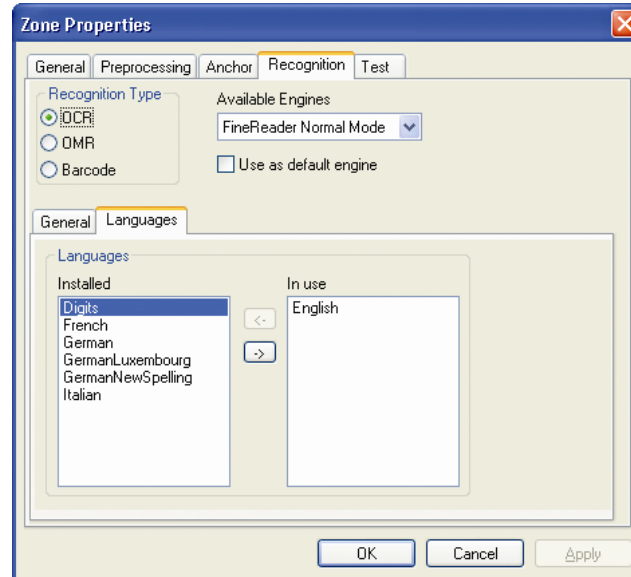 Zone Properties
General Preprocessing Anchor Recognition Test
Recognition Type
OCR
OMR
Barcode
Available Engines
FineReader Normal Mode
Use as default engine
General Languages
Languages
Installed
Digits
French
German
GermanLuxembourg
GermanNewSpelling
Italian
<-
->
In use
English
OK Cancel Apply